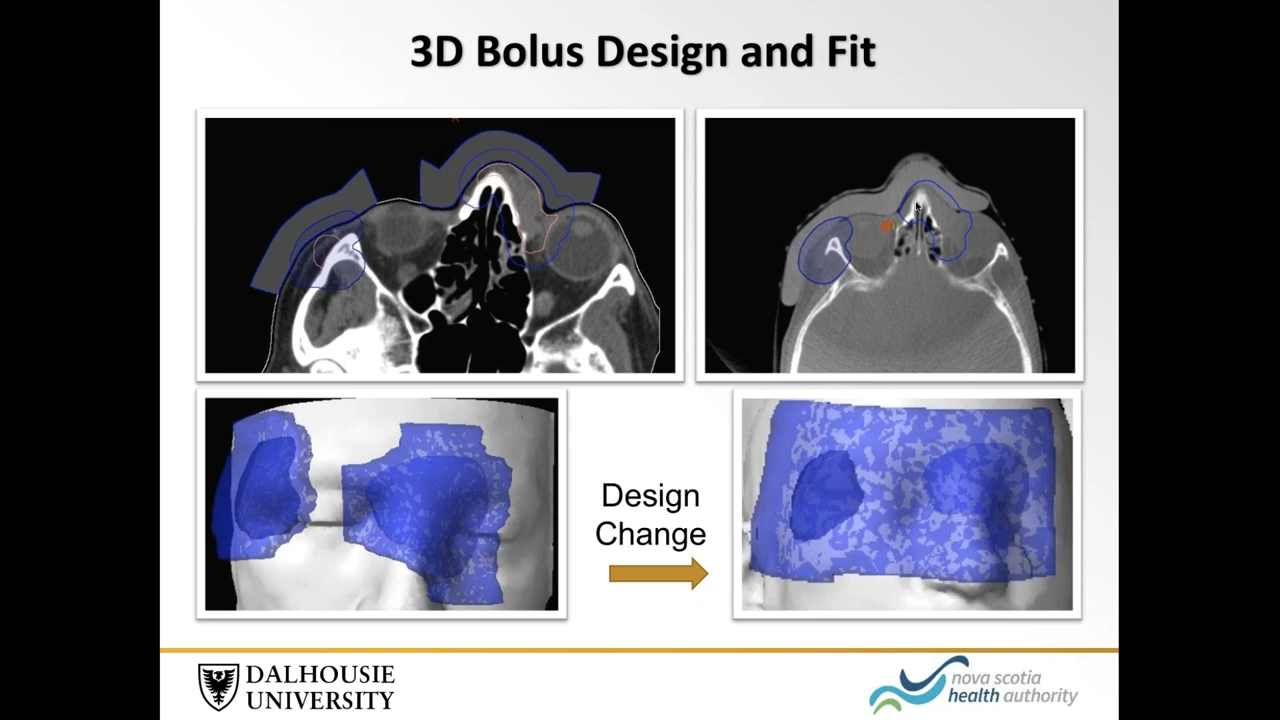 3D Bolus Design and Fit
Design
Change
DALHOUSIE
UNIVERSITY
nova scotia
health authority